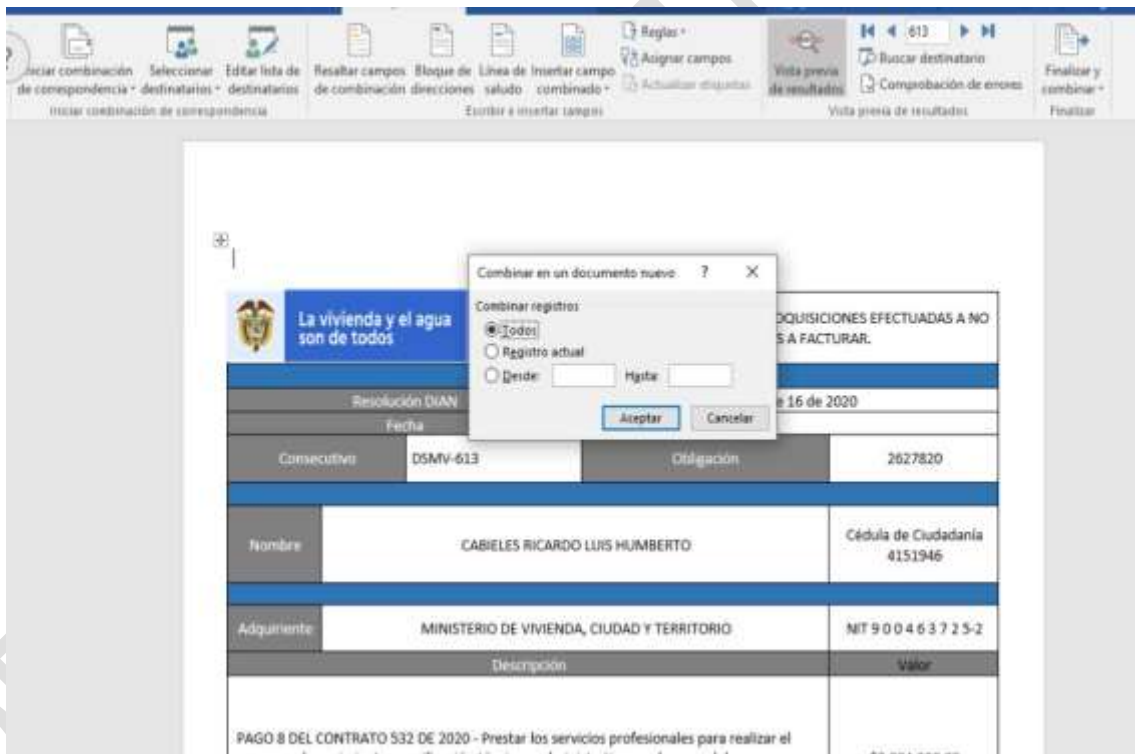 Iniciar combinación de correspondencia
Seleccionar destinatarios
Editar lista de destinatarios
Resaltar campos de combinación
Bloque de direcciones
Línea de saludo
Insertar campo combinado
Reglas
Asignar campos
Actualizar etiquetas
Vista previa de resultados
613
Buscar destinatario
Comprobación de errores
Finalizar y combinar
Iniciar combinación de correspondencia
Escribir e insertar campos
Vista previa de resultados
Finalizar
Combinar en un documento nuevo ? X
Combinar registros
Todos
Registro actual
Desde: Hasta:
Aceptar Cancelar
La vivienda y el agua
son de todos
EFECTUADAS A NO
A FACTURAR.
Resolución DIAN
16 de 2020
Fecha
Consecutivo DSMV-613 Obligación 2627820
Nombre CABIELES RICARDO LUIS HUMBERTO Cédula de Ciudadanía
4151946
Adquiriente MINISTERIO DE VIVIENDA, CIUDAD Y TERRITORIO NIT 9 0 0 4 6 3 7 2 5-2
Descripción Valor
PAGO 8 DEL CONTRATO 532 DE 2020 - Prestar los servicios profesionales para realizar el